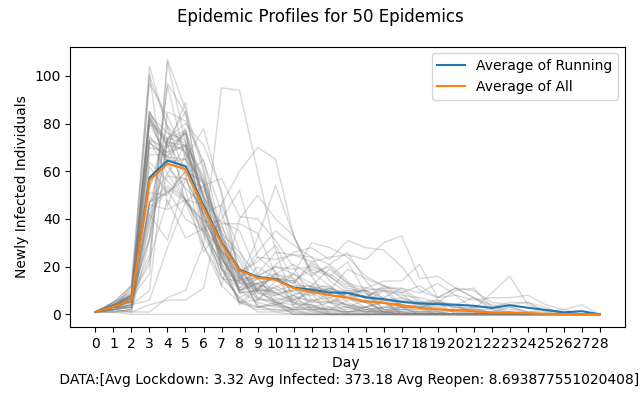 Epidemic Profiles for 50 Epidemics
Average of Running
Average of All
Newly Infected Individuals
100
80
60
40
20
0
0 1 2 3 4 5 6 7 8 9 10 11 12 13 14 15 16 17 18 19 20 21 22 23 24 25 26 27 28
Day
DATA:[Avg Lockdown: 3.32 Avg Infected: 373.18 Avg Reopen: 8.693877551020408]